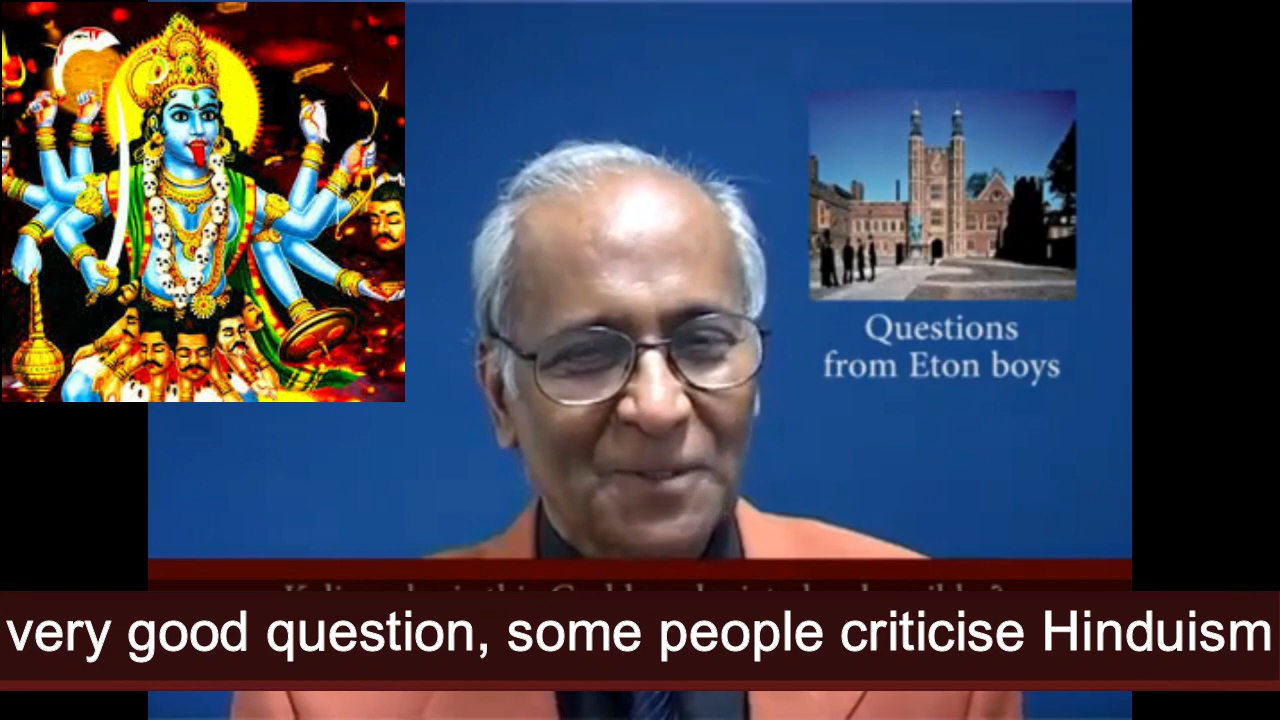 Questions
from Eton boys
very good question, some people criticise Hinduism